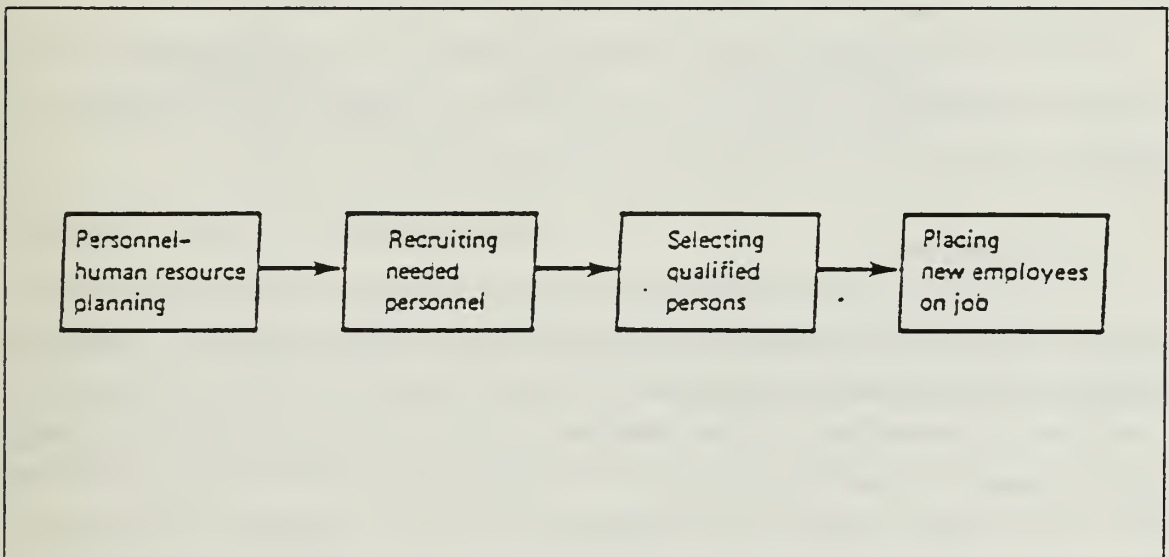 Personnel-
human resource
planning
Recruiting
needed
personnel
Selecting
qualified
persons
Placing
new employees
on job